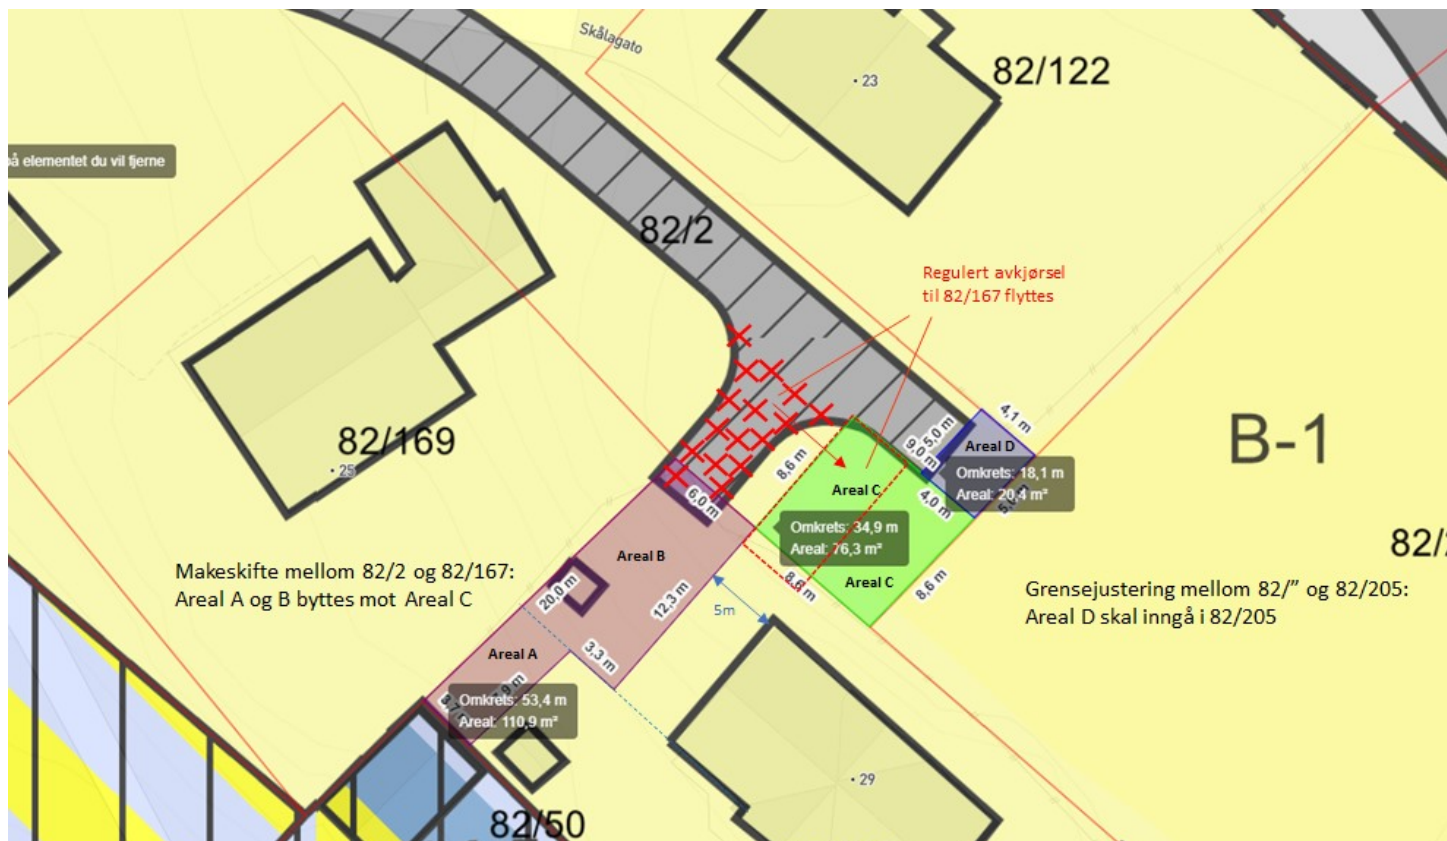 Skålagato
23
82/122
på elementet du vil fjerne
82/2
Regulert avkjørsel
til 82/167 flyttes
4,1 m
B-1
5,0 m
9,0 m
Areal D
82/169
25
8,6 m
Omkrets: 18,1 m
Areal: 20,4 m²
Areal C
4,0 m
6,0 m
Omkrets: 34,9 m
Areal: 76,3 m²
82/
Areal B
Makeskifte mellom 82/2 og 82/167:
Areal A og B byttes mot Areal C
20,0 m
12,3 m
8,6 m
Areal C
8,6 m
Grensejustering mellom 82/” og 82/205:
Areal D skal inngå i 82/205
5m
Areal A
3,3 m
Omkrets: 53,4 m
Areal: 110,9 m²
29
82/50